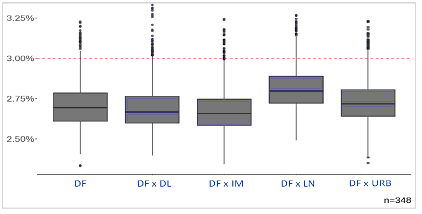 3.25%
3.00%
2.75%
2.50%
DF
DF x DL
DF x IM
DF x LN
DF x URB
n=348